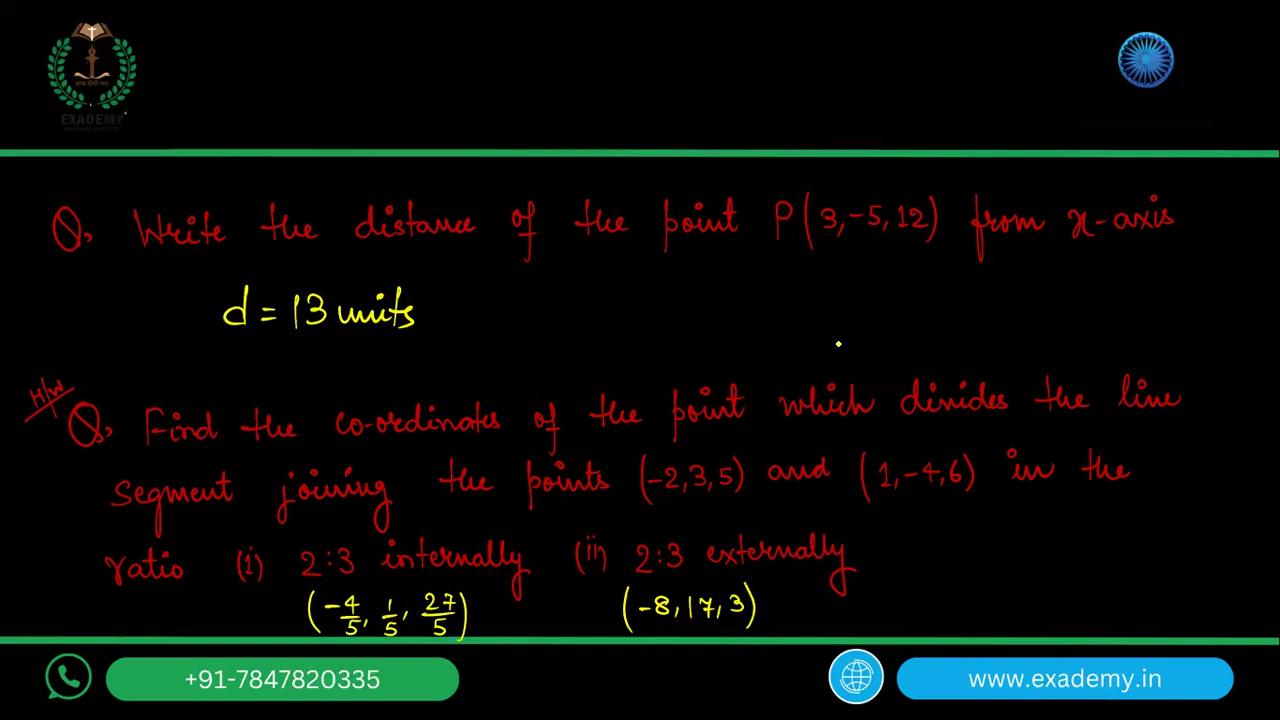 EXADEMY
Q. Write the distance of the point P(3,-5,12) from x-axis
d = 13 units
H/W
Q. Find the co-ordinates of the point which divides the line
segment joining the points (-2,3,5) and (1,-4,6) in the
ratio (i) 2:3 internally (ii) 2:3 externally
(-4/5, 1/5, 27/5) (-8,17,3)
+91-7847820335 www.exademy.in